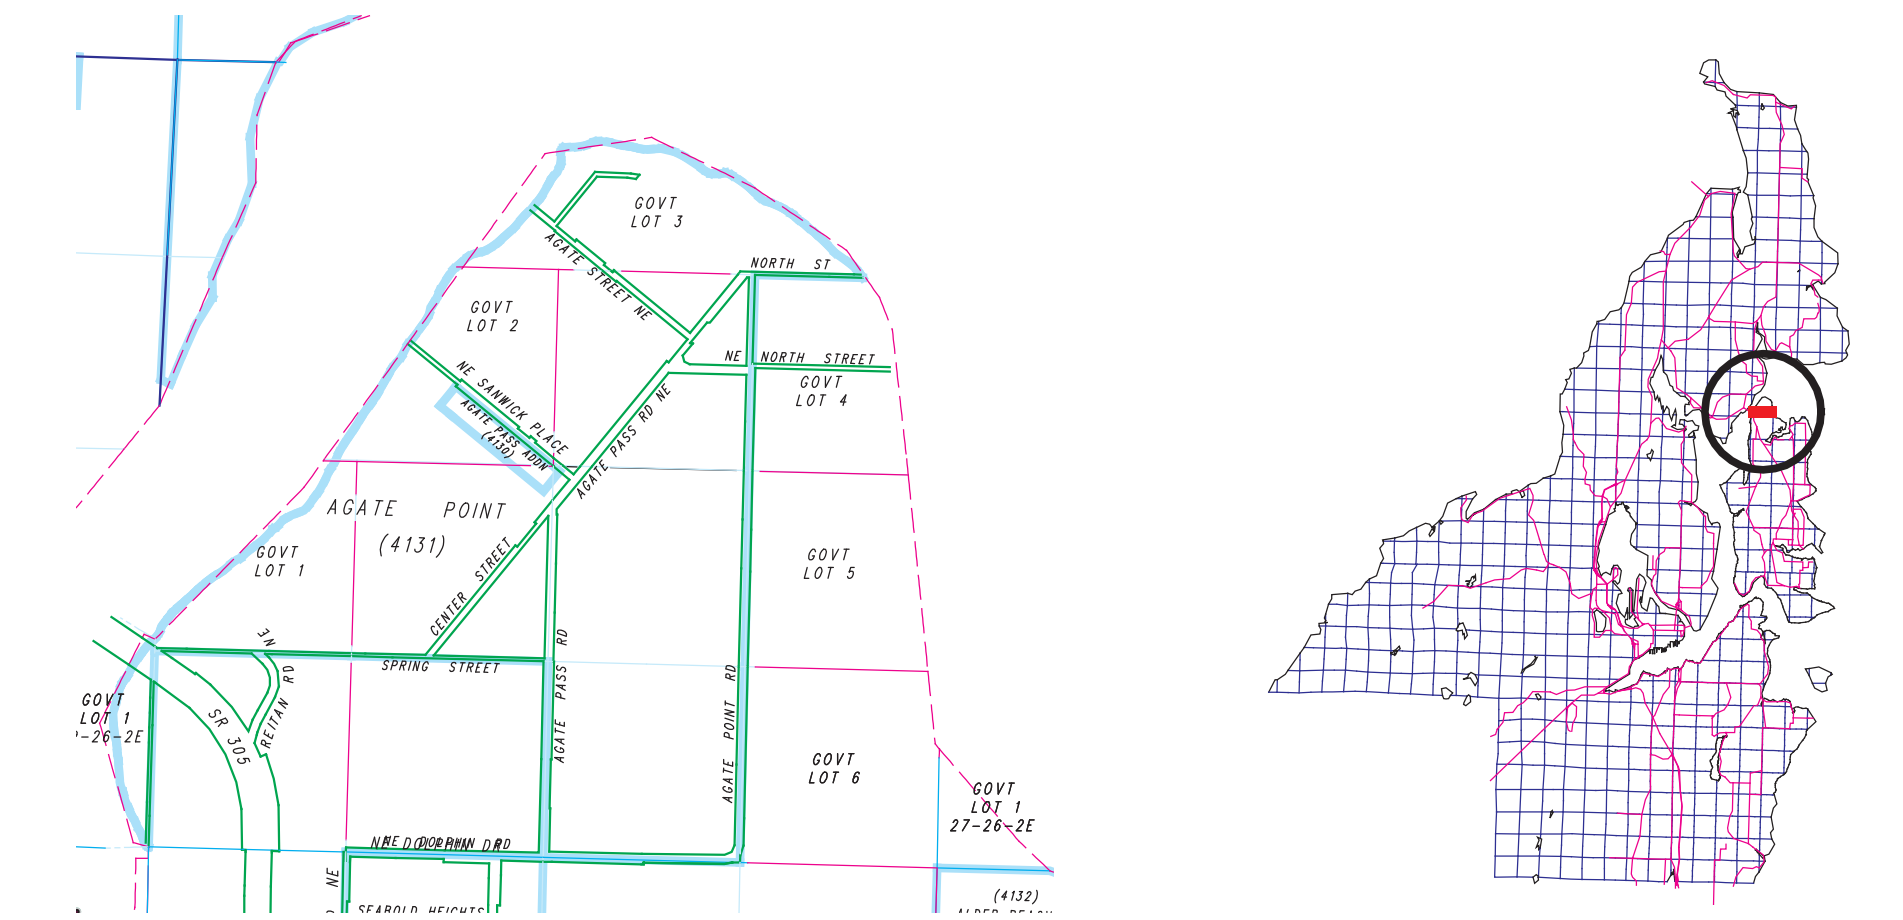 GOVT
LOT 3
AGATE STREET NE
NORTH ST
GOVT
LOT 2
NE NORTH STREET
GOVT
LOT 4
NE SANWICK PLACE
AGATE PASS ADDN
(4130)
AGATE PASS RD NE
AGATE POINT
(4131)
GOVT
LOT 1
CENTER STREET
GOVT
LOT 5
SPRING STREET
NE
REITAN RD
SR 305
AGATE PASS RD
AGATE POINT RD
GOVT
LOT 1
-26-2E
GOVT
LOT 6
GOVT
LOT 1
27-26-2E
NE DOLPHIN RD
NE
(4132)
SEABOLD HEIGHTS